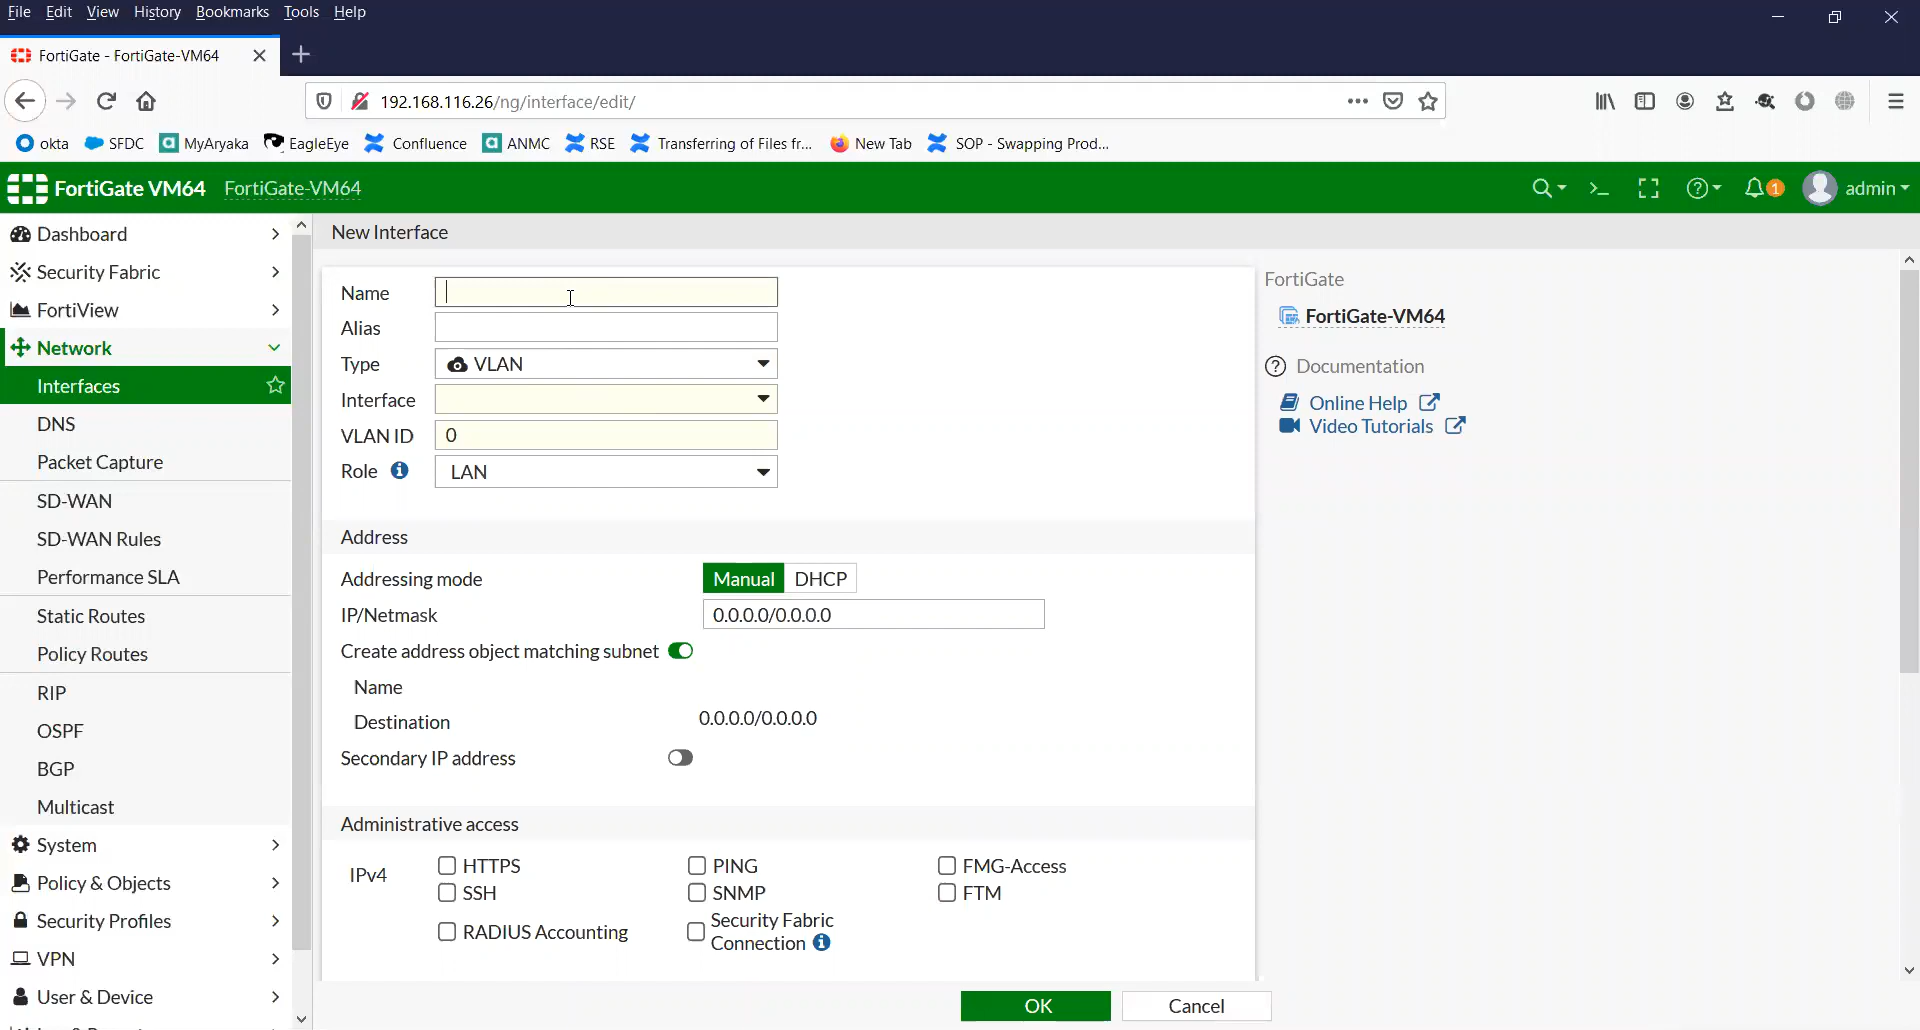 File Edit View History Bookmarks Tools Help
FortiGate - FortiGate-VM64
192.168.116.26/ng/interface/edit/
okta SFDC MyAryaka EagleEye Confluence ANMC RSE Transferring of Files fr... New Tab SOP - Swapping Prod...
FortiGate VM64 FortiGate-VM64 1 admin
Dashboard
Security Fabric
FortiView
Network
Interfaces
DNS
Packet Capture
SD-WAN
SD-WAN Rules
Performance SLA
Static Routes
Policy Routes
RIP
OSPF
BGP
Multicast
System
Policy & Objects
Security Profiles
VPN
User & Device
New Interface
Name
Alias
Type VLAN
Interface
VLAN ID 0
Role LAN
Address
Addressing mode Manual DHCP
IP/Netmask 0.0.0.0/0.0.0.0
Create address object matching subnet
Name
Destination 0.0.0.0/0.0.0.0
Secondary IP address
Administrative access
IPv4
HTTPS PING FMG-Access
SSH SNMP FTM
RADIUS Accounting Security Fabric
Connection
OK Cancel
FortiGate
FortiGate-VM64
Documentation
Online Help
Video Tutorials